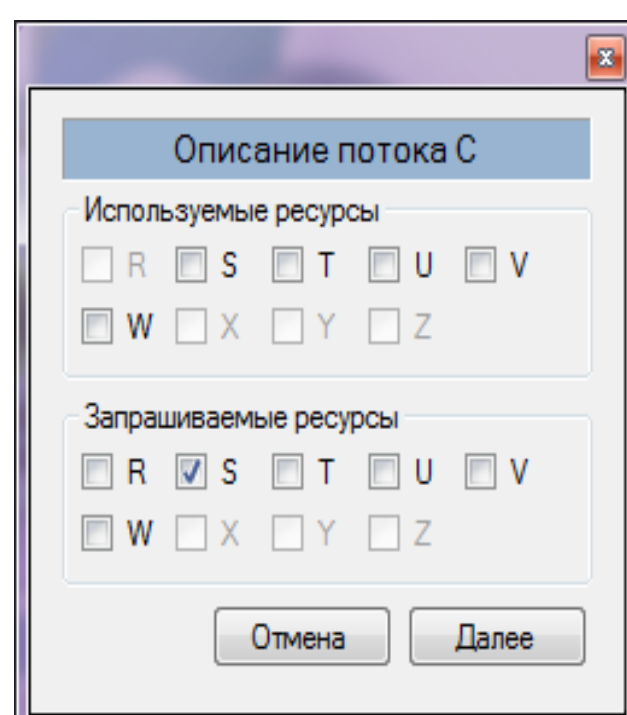 Описание потока C
Используемые ресурсы
R S T U V
W X Y Z
Запрашиваемые ресурсы
R S T U V
W X Y Z
Отмена Далее